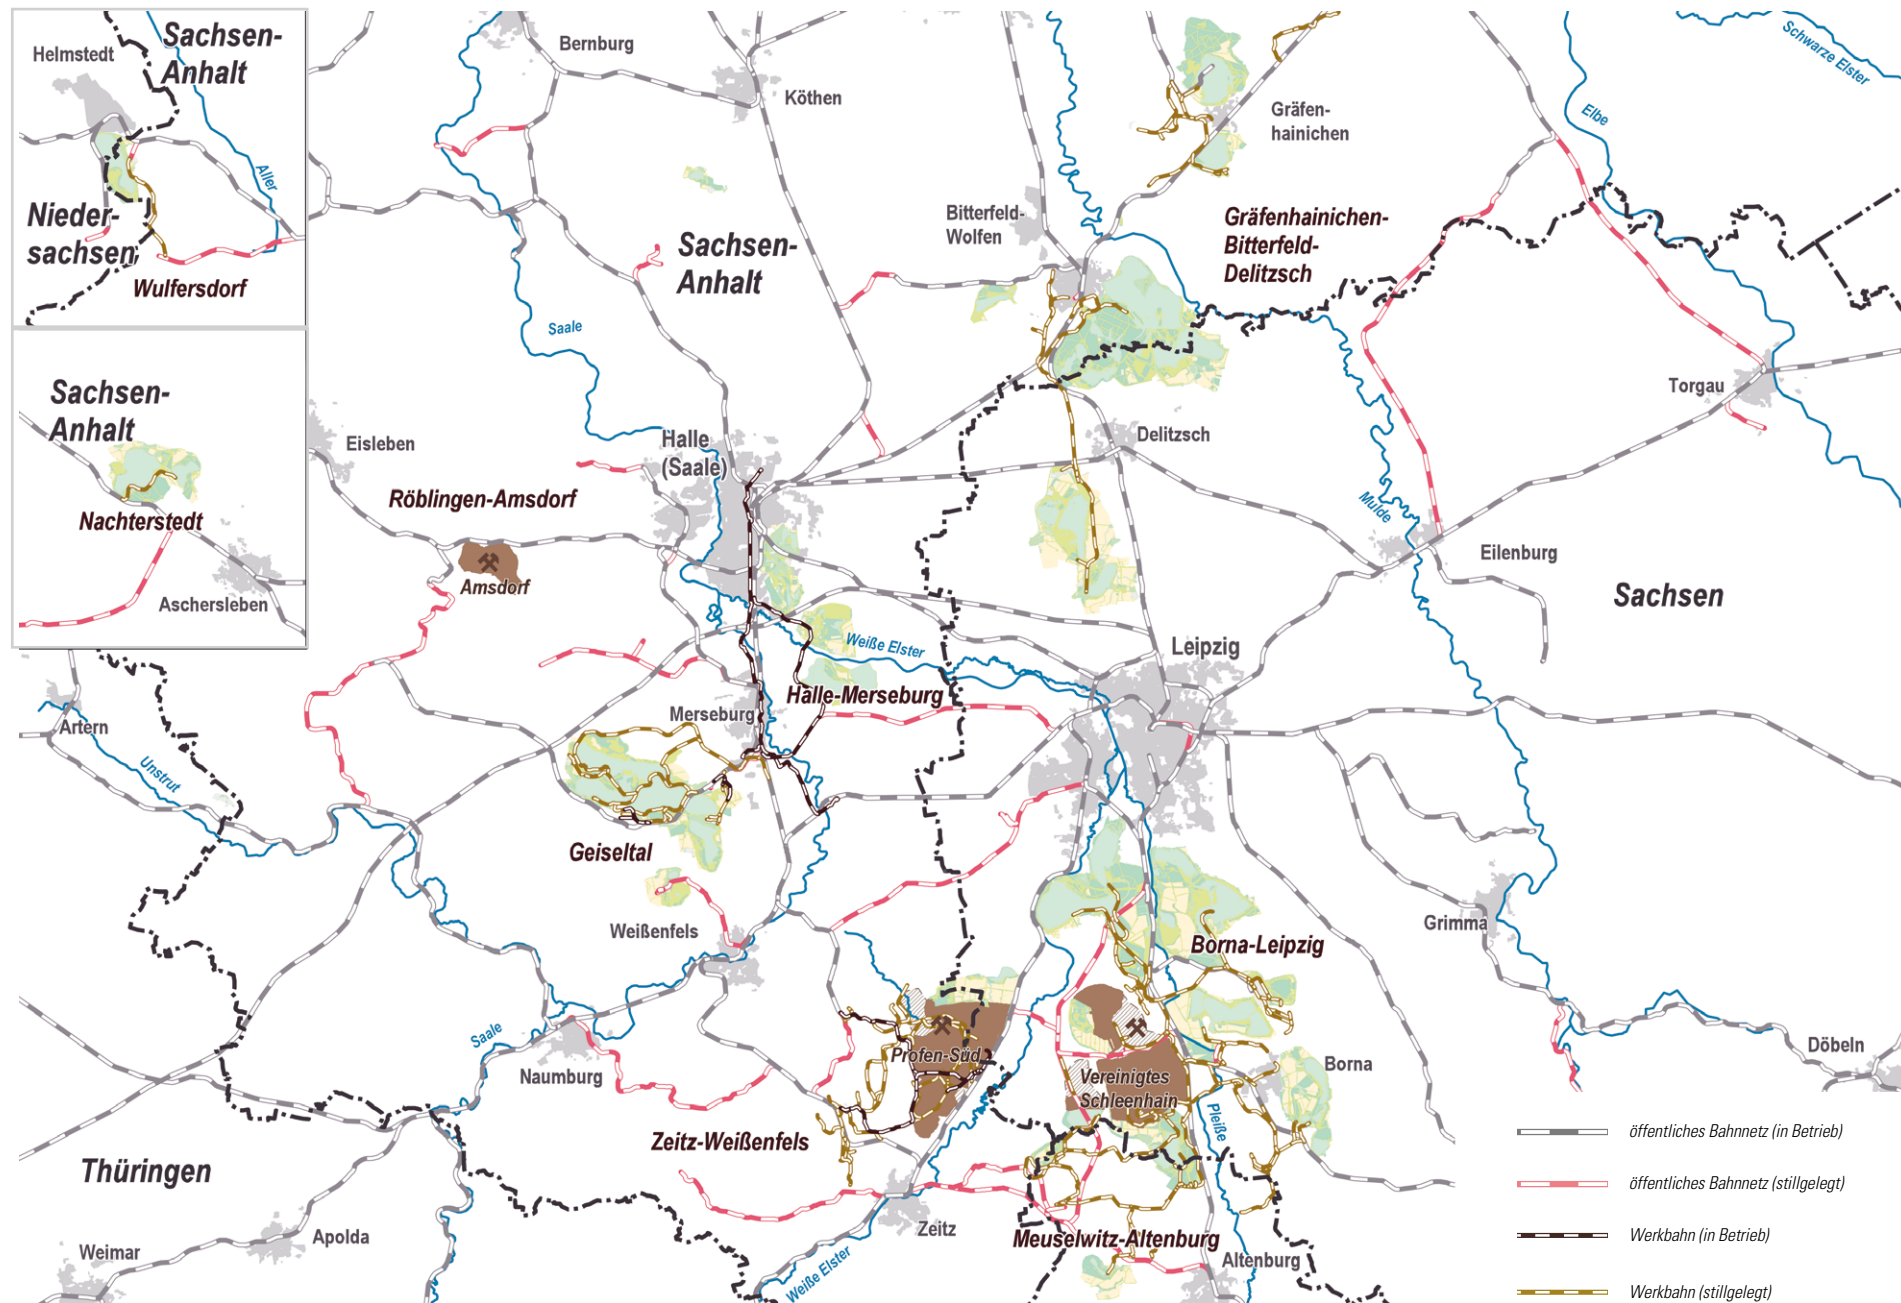 Sachsen-
Anhalt
Helmstedt
Aller
Nieder-
sachsen
Wulfersdorf
Sachsen-
Anhalt
Nachterstedt
Aschersleben
Bernburg
Köthen
Gräfen-
hainichen
Schwarze Elster
Elbe
Bitterfeld-
Wolfen
Gräfenhainichen-
Bitterfeld-
Delitzsch
Sachsen-
Anhalt
Saale
Torgau
Eisleben
Halle
(Saale)
Delitzsch
Röblingen-Amsdorf
Mulde
Eilenburg
Amsdorf
Sachsen
Weiße Elster
Leipzig
Halle-Merseburg
Merseburg
Artern
Unstrut
Geiseltal
Weißenfels
Grimma
Borna-Leipzig
Saale
Naumburg
Profen-Süd
Vereinigtes
Schleenhain
Borna
Döbeln
Pleiße
Zeitz-Weißenfels
Thüringen
Zeitz
Meuselwitz-Altenburg
Apolda
Weimar
Weiße Elster
Altenburg
öffentliches Bahnnetz (in Betrieb)
öffentliches Bahnnetz (stillgelegt)
Werkbahn (in Betrieb)
Werkbahn (stillgelegt)